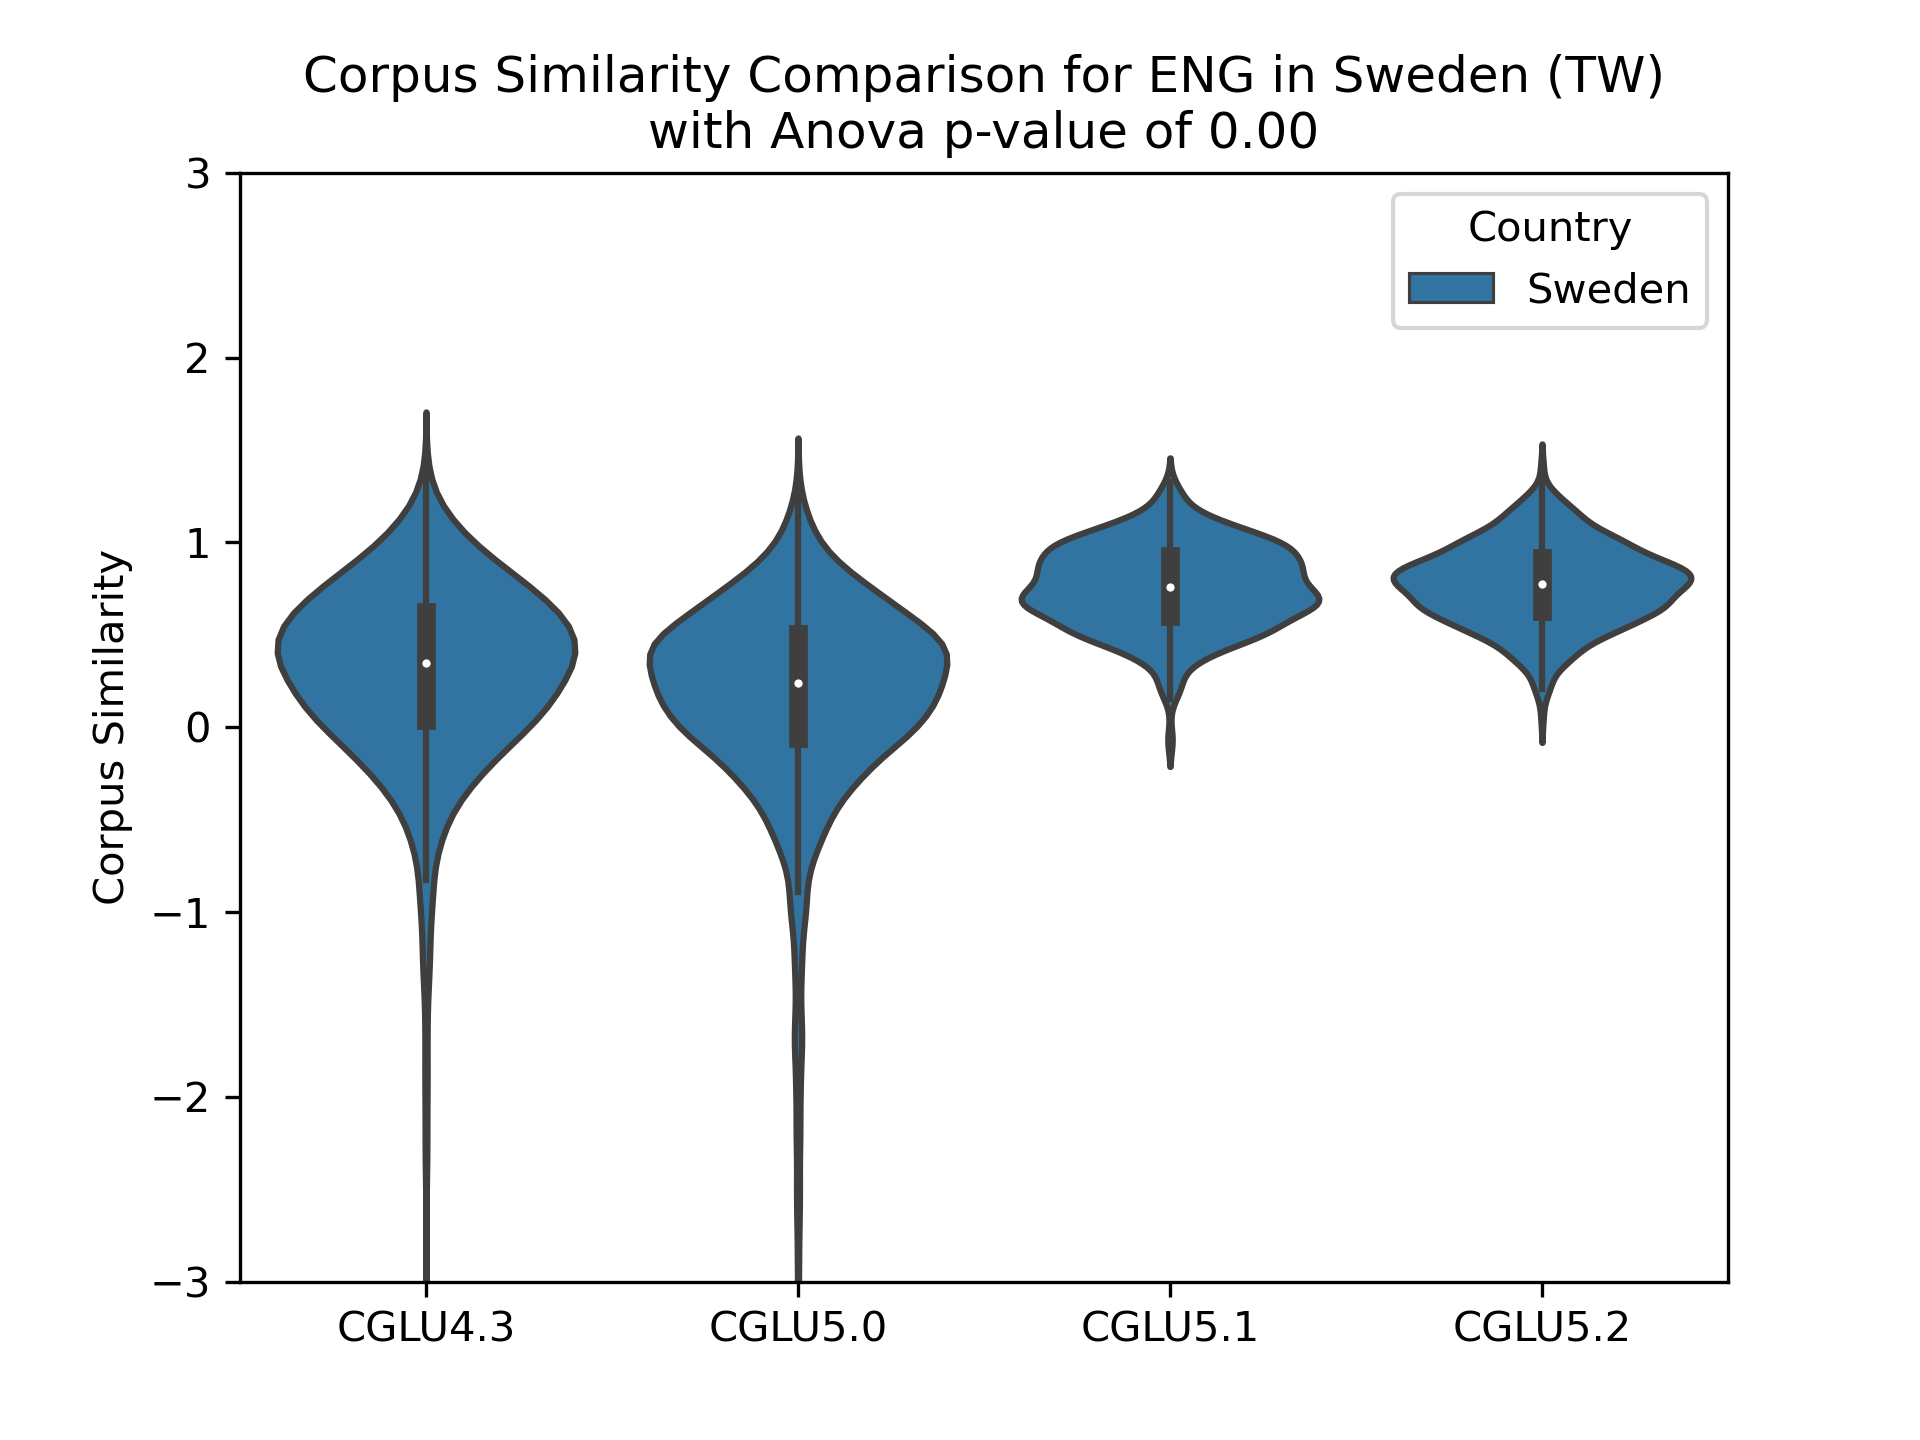 Corpus Similarity Comparison for ENG in Sweden (TW)
with Anova p-value of 0.00
Country
Sweden
Corpus Similarity
3
2
1
0
−1
−2
−3
CGLU4.3
CGLU5.0
CGLU5.1
CGLU5.2